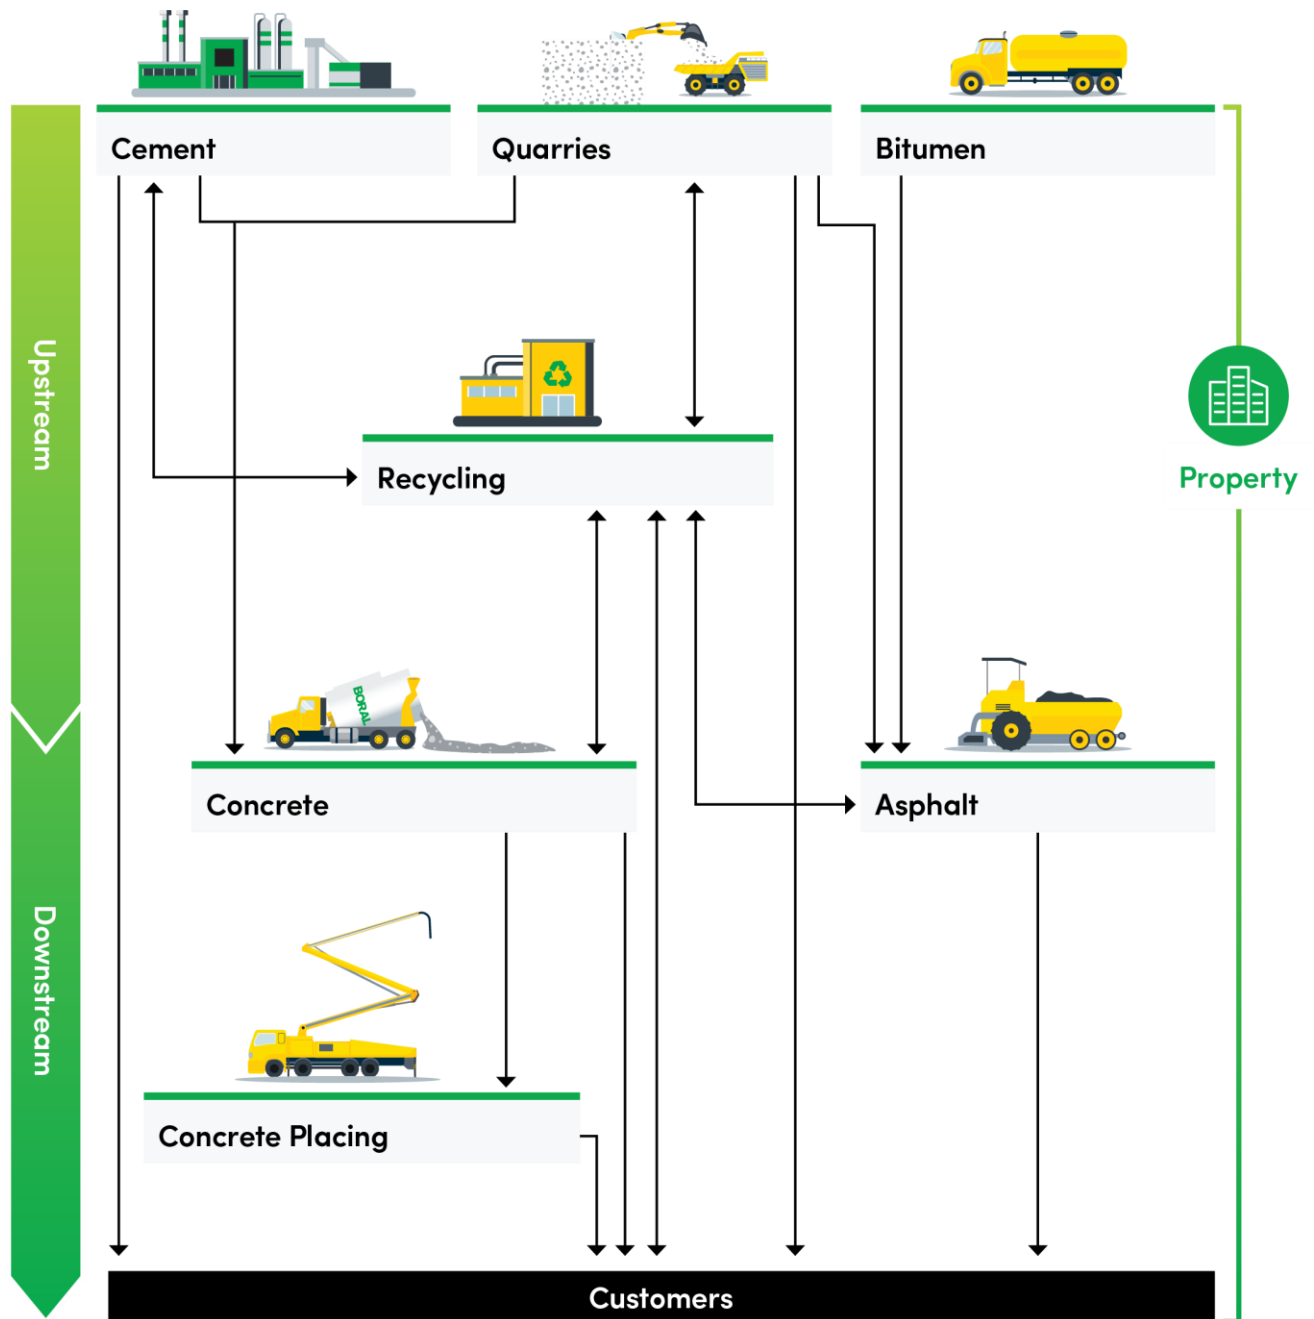 Cement
Quarries
Bitumen
Upstream
Recycling
Property
BORAL
Concrete
Asphalt
Downstream
Concrete Placing
Customers